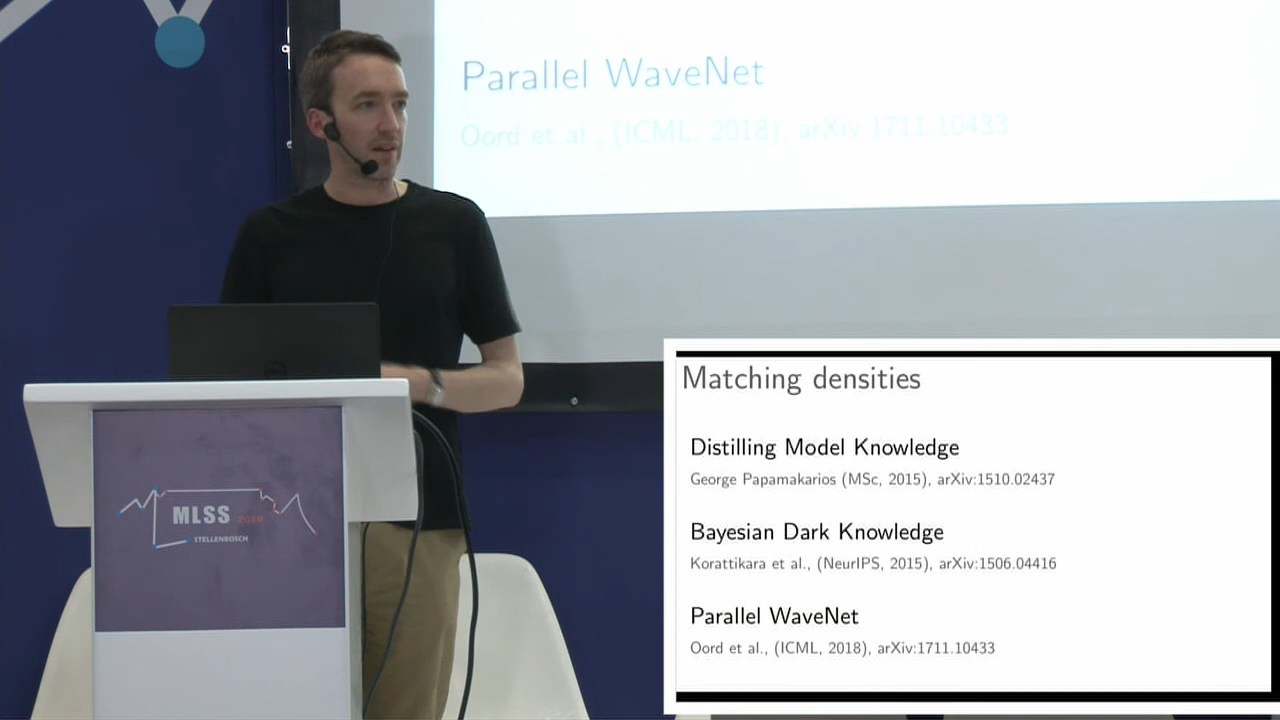 Parallel WaveNet
Oord et al., (ICML, 2018), arXiv:1711.10433
MLSS 2019
STELLENBOSCH
Matching densities
Distilling Model Knowledge
George Papamakarios (MSc, 2015), arXiv:1510.02437
Bayesian Dark Knowledge
Korattikara et al., (NeurIPS, 2015), arXiv:1506.04416
Parallel WaveNet
Oord et al., (ICML, 2018), arXiv:1711.10433